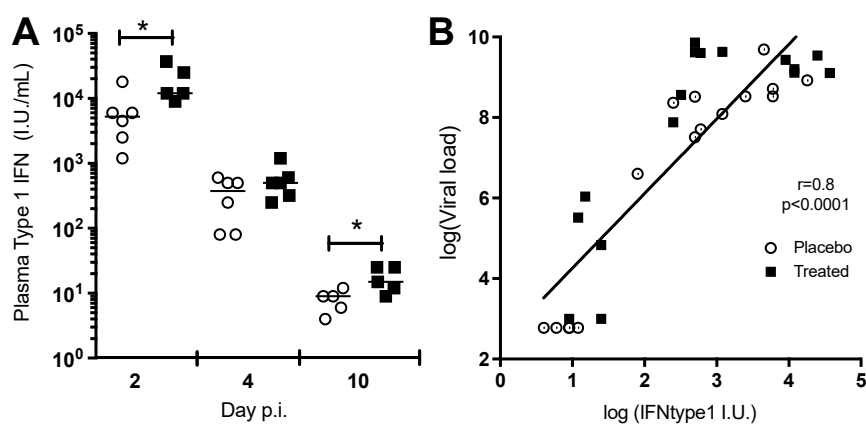 A
Plasma Type 1 IFN (I.U./mL)
10^5
10^4
10^3
10^2
10^1
10^0
*
*
2 4 10
Day p.i.
B
log(Viral load)
10
8
6
4
2
r=0.8
p<0.0001
Placebo
Treated
0 1 2 3 4 5
log (IFNtype1 I.U.)